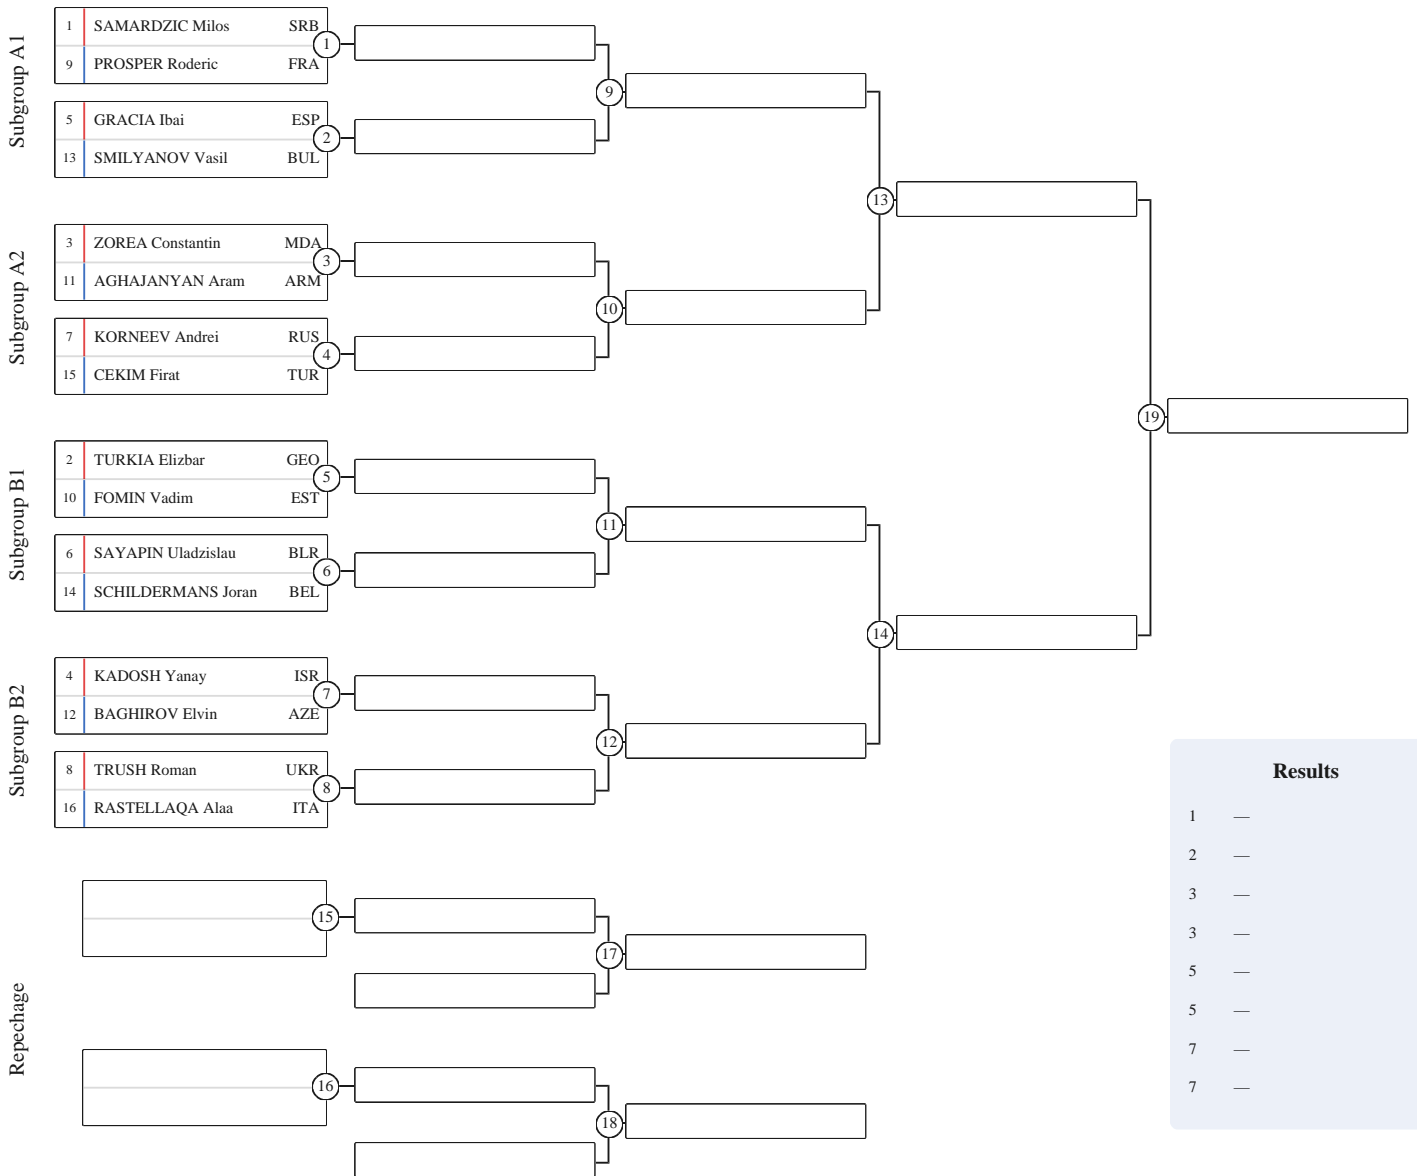 Subgroup A1
1 SAMARDZIC Milos SRB
9 PROSPER Roderic FRA
1
5 GRACIA Ibai ESP
13 SMILYANOV Vasil BUL
2
9
Subgroup A2
3 ZOREA Constantin MDA
11 AGHAJANYAN Aram ARM
3
7 KORNEEV Andrei RUS
15 CEKIM Firat TUR
4
10
13
Subgroup B1
2 TURKIA Elizbar GEO
10 FOMIN Vadim EST
5
6 SAYAPIN Uladzislau BLR
14 SCHILDERMANS Joran BEL
6
11
Subgroup B2
4 KADOSH Yanay ISR
12 BAGHIROV Elvin AZE
7
8 TRUSH Roman UKR
16 RASTELLAQA Alaa ITA
8
12
14
19
Repechage
15
17
16
18
Results
1 —
2 —
3 —
3 —
5 —
5 —
7 —
7 —